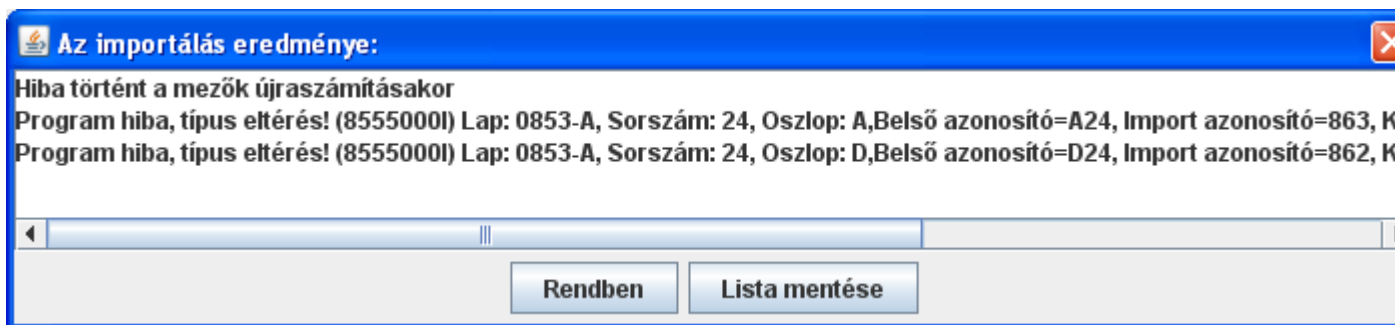 Az importálás eredménye:
Hiba történt a mezők újraszámításakor
Program hiba, típus eltérés! (8555000I) Lap: 0853-A, Sorszám: 24, Oszlop: A,Belső azonosító=A24, Import azonosító=863, K
Program hiba, típus eltérés! (8555000I) Lap: 0853-A, Sorszám: 24, Oszlop: D,Belső azonosító=D24, Import azonosító=862, K
Rendben Lista mentése